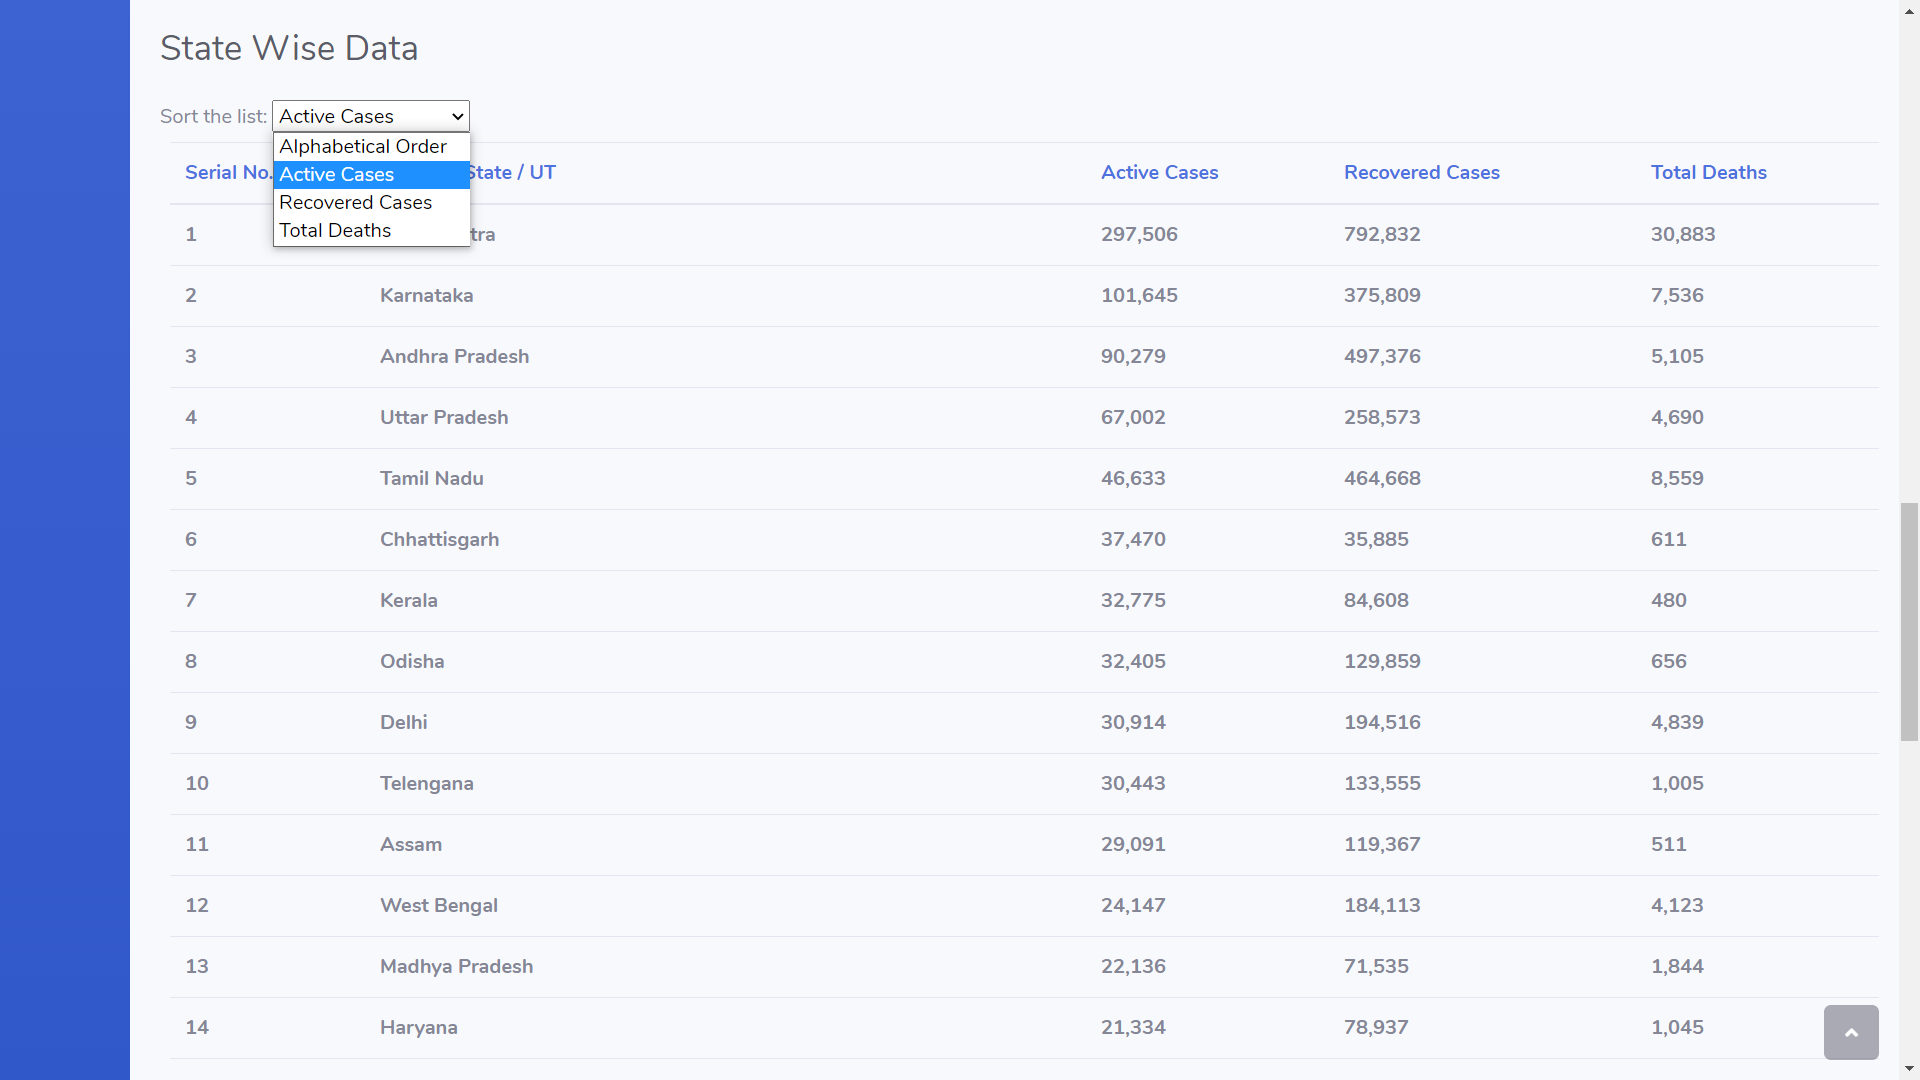 State Wise Data
Sort the list: Active Cases
Alphabetical Order
Active Cases
Recovered Cases
Total Deaths
Serial No. State / UT Active Cases Recovered Cases Total Deaths
1 tra 297,506 792,832 30,883
2 Karnataka 101,645 375,809 7,536
3 Andhra Pradesh 90,279 497,376 5,105
4 Uttar Pradesh 67,002 258,573 4,690
5 Tamil Nadu 46,633 464,668 8,559
6 Chhattisgarh 37,470 35,885 611
7 Kerala 32,775 84,608 480
8 Odisha 32,405 129,859 656
9 Delhi 30,914 194,516 4,839
10 Telengana 30,443 133,555 1,005
11 Assam 29,091 119,367 511
12 West Bengal 24,147 184,113 4,123
13 Madhya Pradesh 22,136 71,535 1,844
14 Haryana 21,334 78,937 1,045